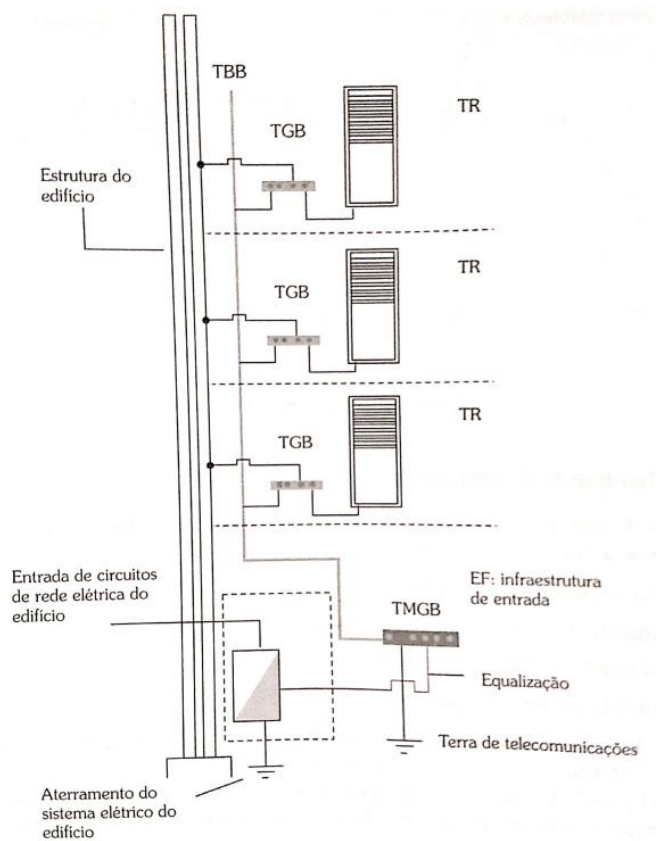 TBB
TR
TGB
Estrutura do
edifício
TR
TGB
TR
TGB
Entrada de circuitos
de rede elétrica do
edifício
EF: infraestrutura
de entrada
TMGB
Equalização
Terra de telecomunicações
Aterramento do
sistema elétrico do
edifício